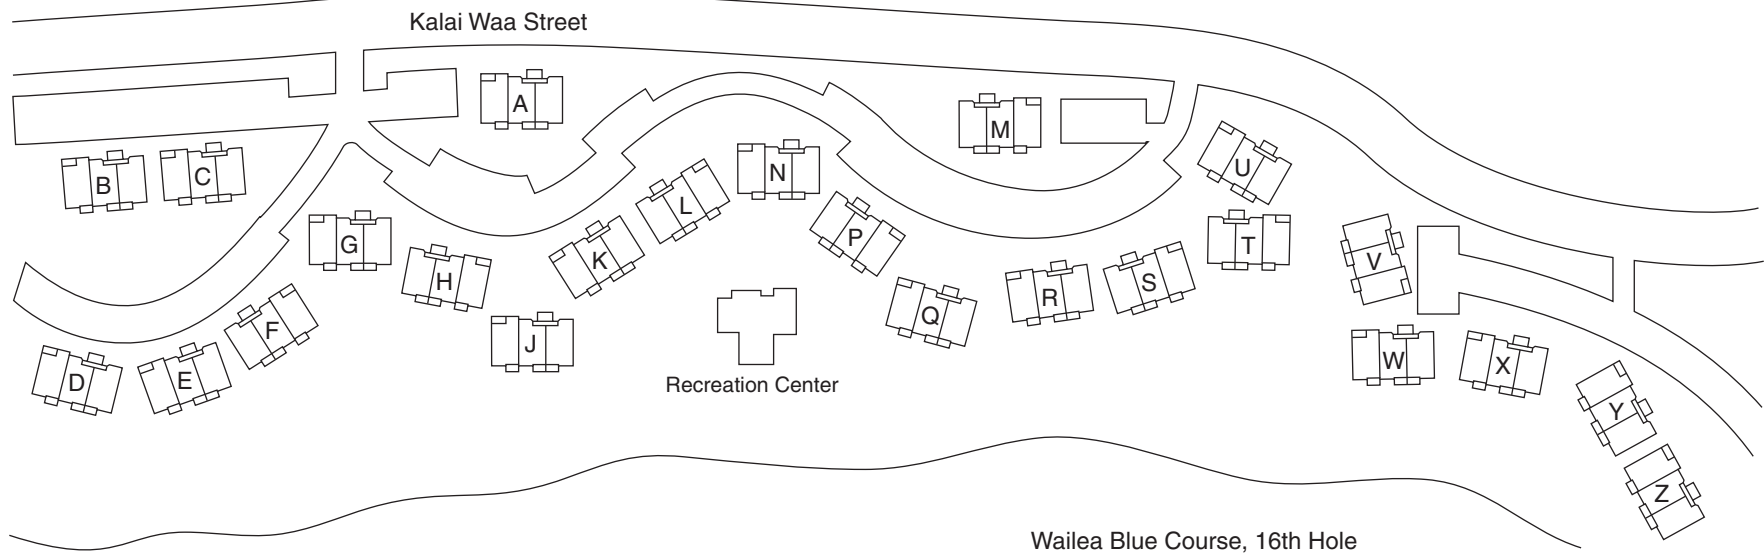 Kalai Waa Street
A
M
B
C
N
U
L
G
P
T
K
V
H
S
R
Q
F
J
W
X
D
E
Recreation Center
Y
Z
Wailea Blue Course, 16th Hole